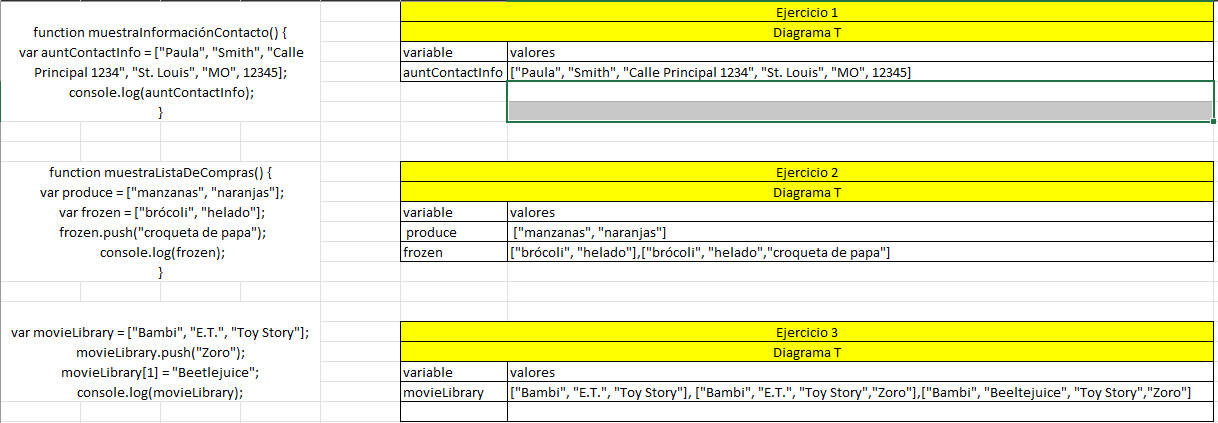 function muestraInformaciónContacto() {
var auntContactInfo = ["Paula", "Smith", "Calle
Principal 1234", "St. Louis", "MO", 12345];
console.log(auntContactInfo);
}
Ejercicio 1
Diagrama T
variable valores
auntContactInfo ["Paula", "Smith", "Calle Principal 1234", "St. Louis", "MO", 12345]
function muestraListaDeCompras() {
var produce = ["manzanas", "naranjas"];
var frozen = ["brócoli", "helado"];
frozen.push("croqueta de papa");
console.log(frozen);
}
Ejercicio 2
Diagrama T
variable valores
produce ["manzanas", "naranjas"]
frozen ["brócoli", "helado"],["brócoli", "helado","croqueta de papa"]
var movieLibrary = ["Bambi", "E.T.", "Toy Story"];
movieLibrary.push("Zoro");
movieLibrary[1] = "Beetlejuice";
console.log(movieLibrary);
Ejercicio 3
Diagrama T
variable valores
movieLibrary ["Bambi", "E.T.", "Toy Story"], ["Bambi", "E.T.", "Toy Story","Zoro"],["Bambi", "Beeltejuice", "Toy Story","Zoro"]